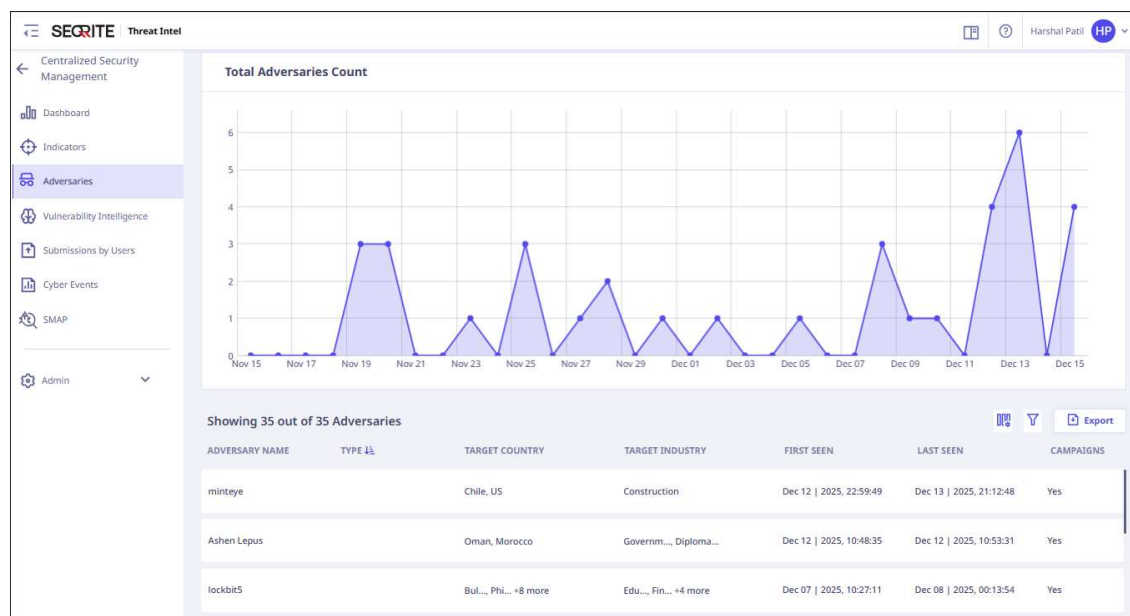 SEQRITE Threat Intel
Harshal Patil HP
Centralized Security
Management
Dashboard
Indicators
Adversaries
Vulnerability Intelligence
Submissions by Users
Cyber Events
SMAP
Admin
Total Adversaries Count
6
5
4
3
2
1
0
Nov 15 Nov 17 Nov 19 Nov 21 Nov 23 Nov 25 Nov 27 Nov 29 Dec 01 Dec 03 Dec 05 Dec 07 Dec 09 Dec 11 Dec 13 Dec 15
Showing 35 out of 35 Adversaries
Export
ADVERSARY NAME TYPE TARGET COUNTRY TARGET INDUSTRY FIRST SEEN LAST SEEN CAMPAIGNS
minteye Chile, US Construction Dec 12 | 2025, 22:59:49 Dec 13 | 2025, 21:12:48 Yes
Ashen Lepus Oman, Morocco Governm..., Diploma... Dec 12 | 2025, 10:48:35 Dec 12 | 2025, 10:53:31 Yes
lockbit5 Bul..., Phi... +8 more Edu..., Fin... +4 more Dec 07 | 2025, 10:27:11 Dec 08 | 2025, 00:13:54 Yes